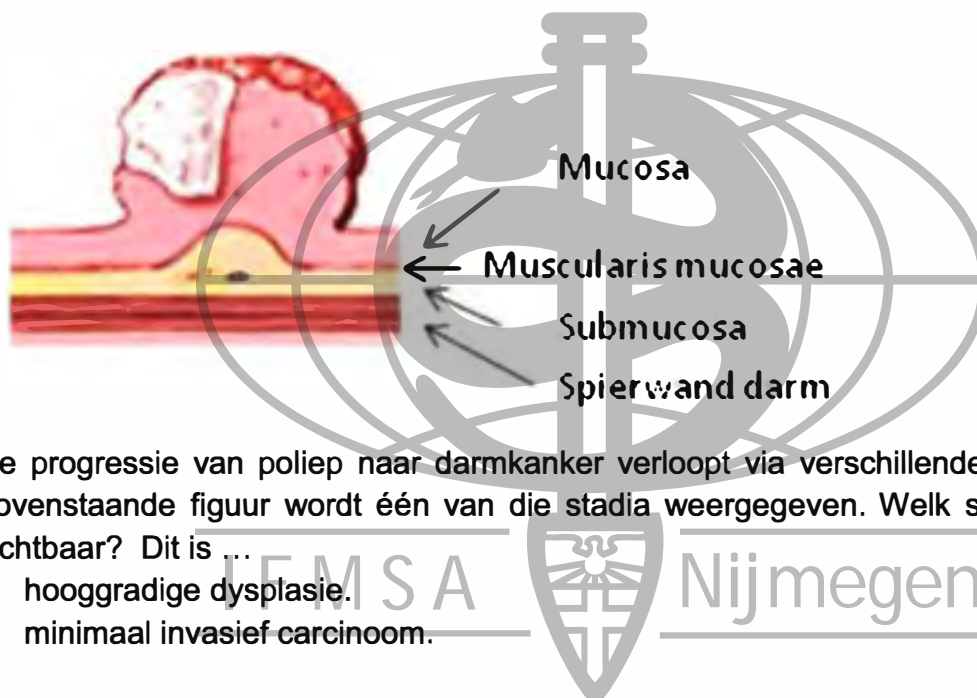 Mucosa
Muscularis mucosae
Submucosa
Spierwand darm
e progressie van poliep naar darmkanker verloopt via verschillende
ovenstaande figuur wordt één van die stadia weergegeven. Welk s
chtbaar? Dit is ...
hooggradige dysplasie.
minimaal invasief carcinoom.
IFMSA Nijmegen